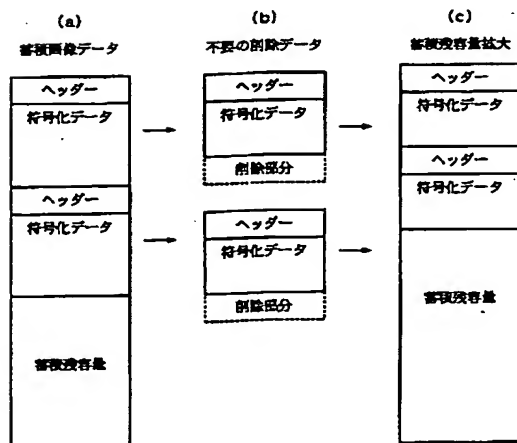 (a)
蓄積画像データ
ヘッダー
符号化データ
ヘッダー
符号化データ
蓄積残容量
(b)
不要の削除データ
ヘッダー
符号化データ
削除部分
ヘッダー
符号化データ
削除部分
(c)
蓄積残容量拡大
ヘッダー
符号化データ
ヘッダー
符号化データ
蓄積残容量